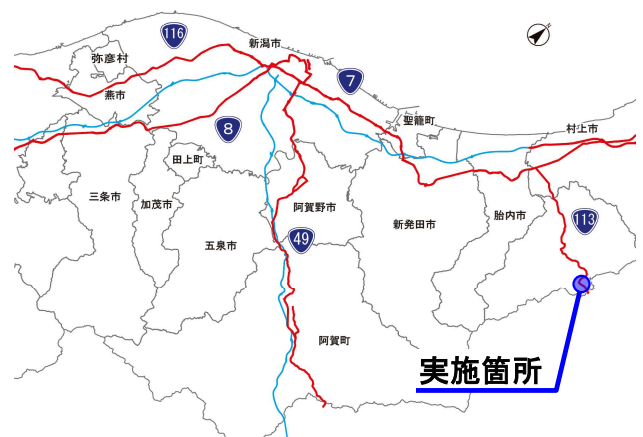 116
新潟市
弥彦村
7
燕市
聖籠町
8
村上市
田上町
三条市
加茂市
阿賀野市
新発田市
胎内市
113
五泉市
49
阿賀町
実施箇所